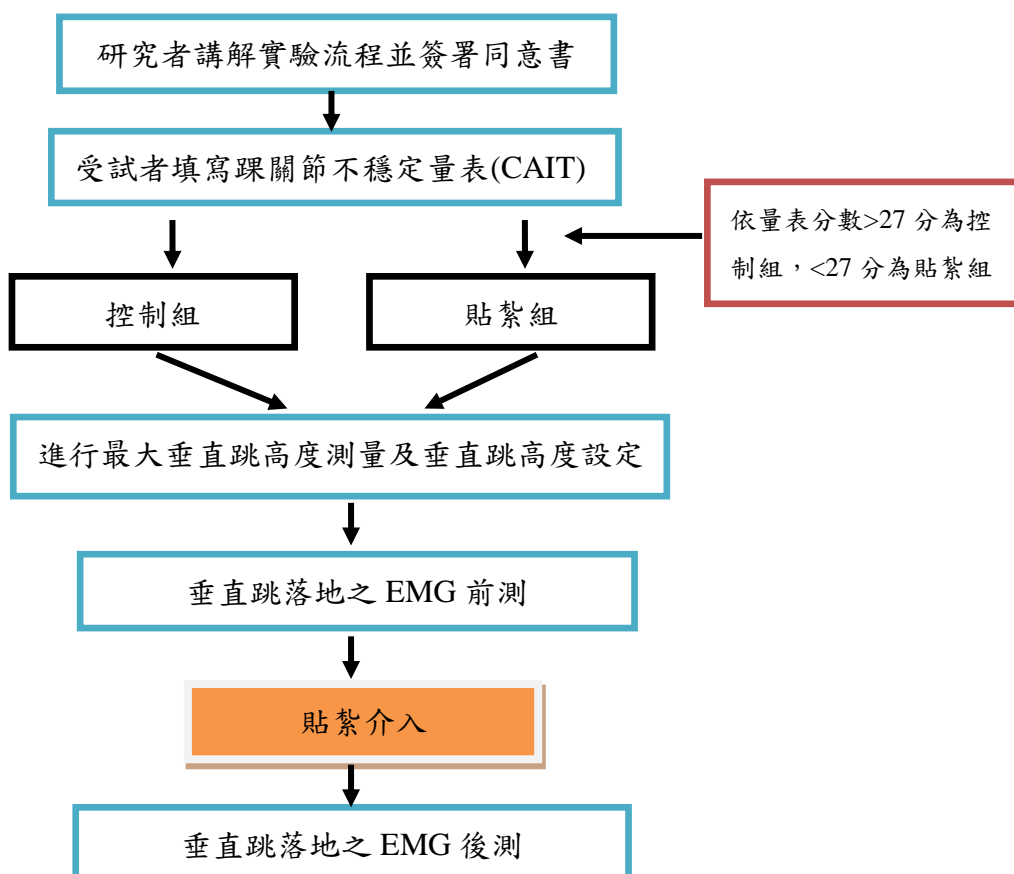 研究者講解實驗流程並簽署同意書
受試者填寫踝關節不穩定量表(CAIT)
依量表分數>27 分為控
制組，<27 分為貼紮組
控制組
貼紮組
進行最大垂直跳高度測量及垂直跳高度設定
垂直跳落地之 EMG 前測
貼紮介入
垂直跳落地之 EMG 後測